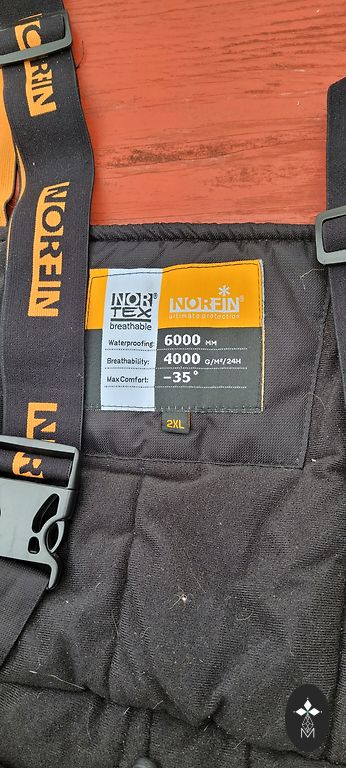 NORFIN
NORFIN
NORFIN
NOR
TEX
breathable
NORFIN®
ultimate protection
Waterproofing: 6000 MM
Breathability: 4000 G/M²/24H
Max Comfort: –35°
2XL